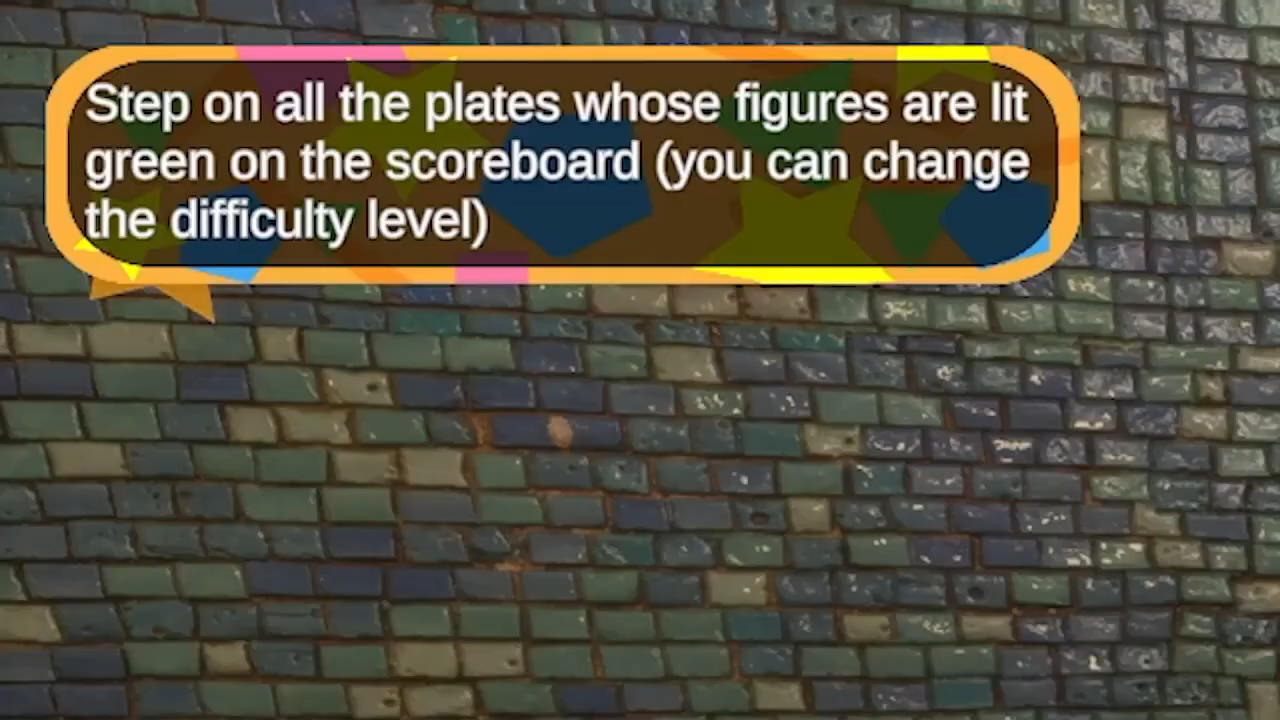 Step on all the plates whose figures are lit
green on the scoreboard (you can change
the difficulty level)